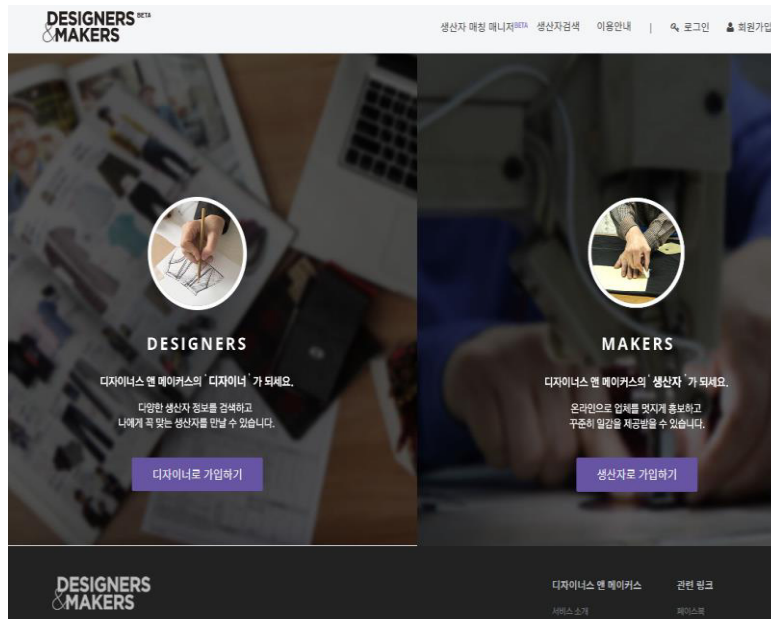 DESIGNERS BETA
&MAKERS
생산자 매칭 매니저BETA 생산자검색 이용안내 | 로그인 회원가입
DESIGNERS
디자이너스 앤 메이커스의 '디자이너'가 되세요.
다양한 생산자 정보를 검색하고
나에게 꼭 맞는 생산자를 만날 수 있습니다.
디자이너로 가입하기
MAKERS
디자이너스 앤 메이커스의 '생산자'가 되세요.
온라인으로 업체를 멋지게 홍보하고
꾸준히 일감을 제공받을 수 있습니다.
생산자로 가입하기
DESIGNERS
&MAKERS
디자이너스 앤 메이커스 관련 링크
서비스 소개 페이스북